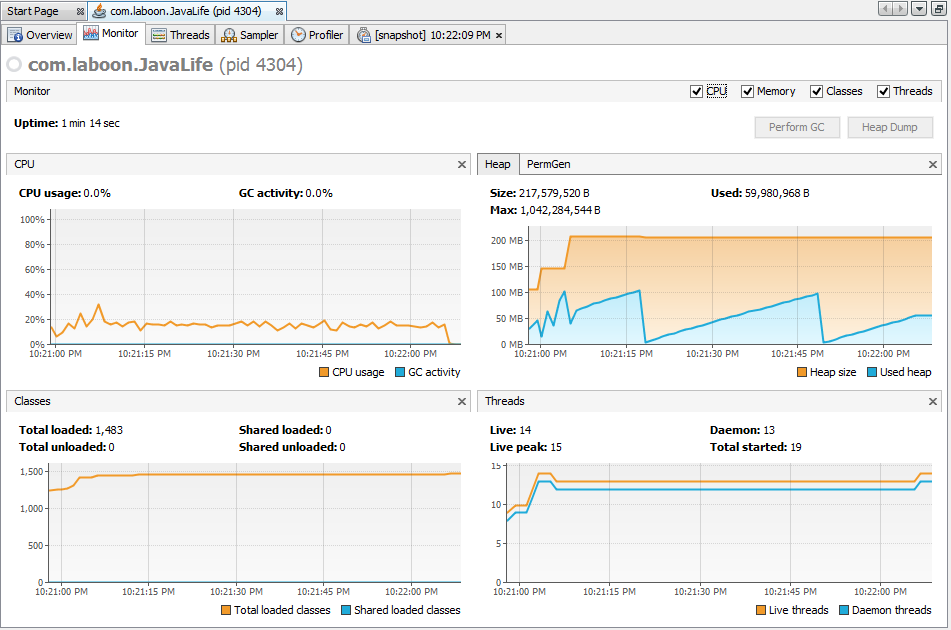 Start Page com.laboon.JavaLife (pid 4304)
Overview Monitor Threads Sampler Profiler [snapshot] 10:22:09 PM
com.laboon.JavaLife (pid 4304)
Monitor CPU Memory Classes Threads
Uptime: 1 min 14 sec
Perform GC Heap Dump
CPU
CPU usage: 0.0% GC activity: 0.0%
100%
80%
60%
40%
20%
0%
10:21:00 PM 10:21:15 PM 10:21:30 PM 10:21:45 PM 10:22:00 PM
CPU usage GC activity
Heap PermGen
Size: 217,579,520 B Used: 59,980,968 B
Max: 1,042,284,544 B
200 MB
150 MB
100 MB
50 MB
0 MB
10:21:00 PM 10:21:15 PM 10:21:30 PM 10:21:45 PM 10:22:00 PM
Heap size Used heap
Classes
Total loaded: 1,483 Shared loaded: 0
Total unloaded: 0 Shared unloaded: 0
1,500
1,000
500
0
10:21:00 PM 10:21:15 PM 10:21:30 PM 10:21:45 PM 10:22:00 PM
Total loaded classes Shared loaded classes
Threads
Live: 14 Daemon: 13
Live peak: 15 Total started: 19
15
10
5
0
10:21:00 PM 10:21:15 PM 10:21:30 PM 10:21:45 PM 10:22:00 PM
Live threads Daemon threads